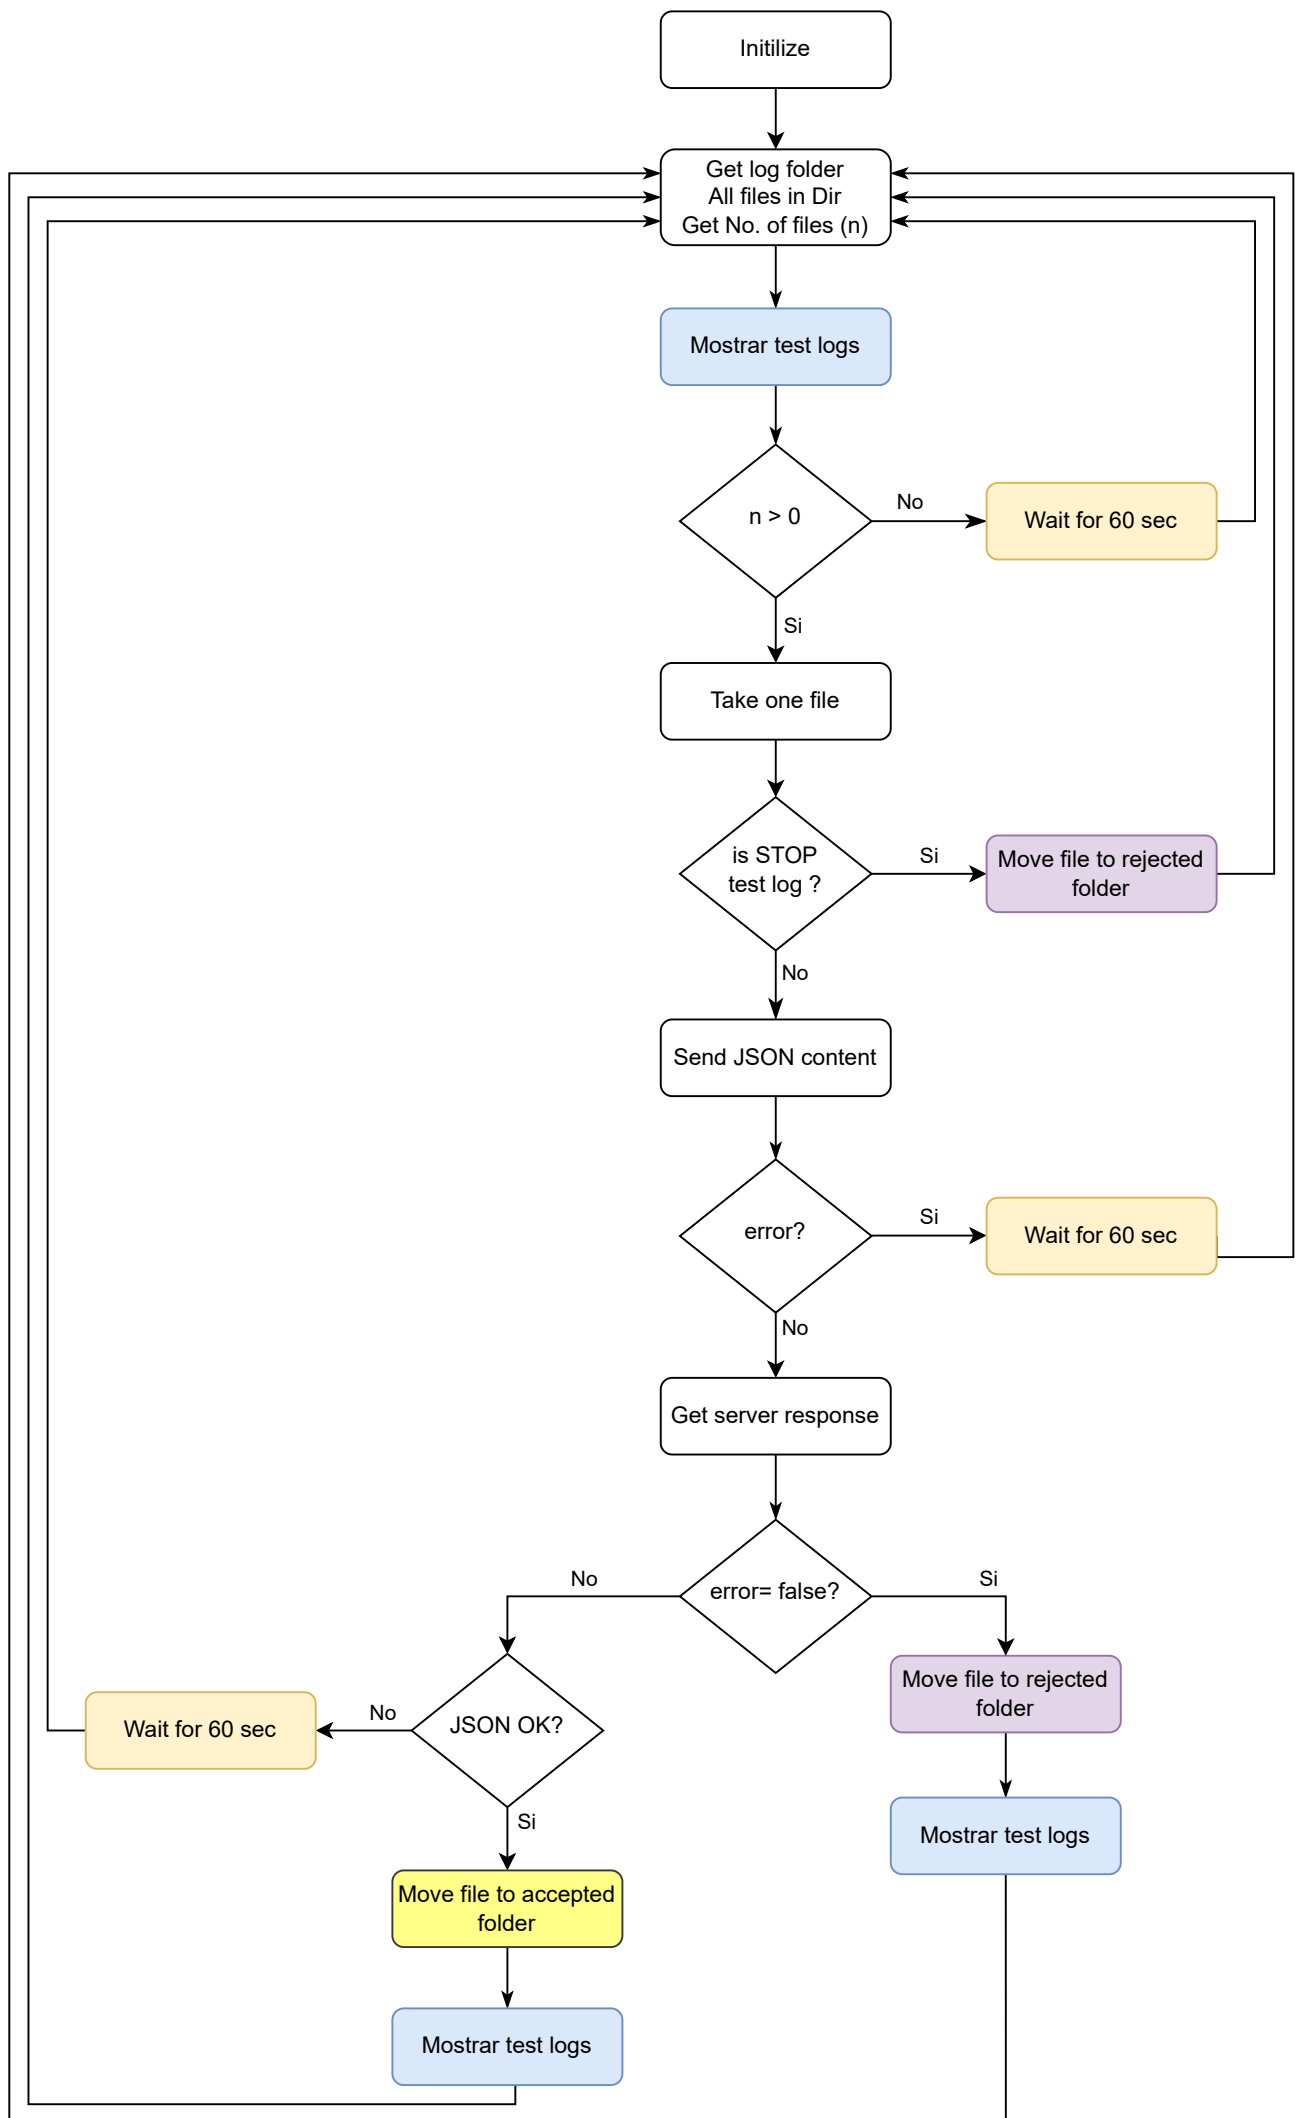 Initilize
Get log folder
All files in Dir
Get No. of files (n)
Mostrar test logs
n > 0
No
Wait for 60 sec
Si
Take one file
is STOP
test log ?
Si
Move file to rejected
folder
No
Send JSON content
error?
Si
Wait for 60 sec
No
Get server response
error= false?
No
Si
JSON OK?
No
Wait for 60 sec
Si
Move file to accepted
folder
Mostrar test logs
Move file to rejected
folder
Mostrar test logs